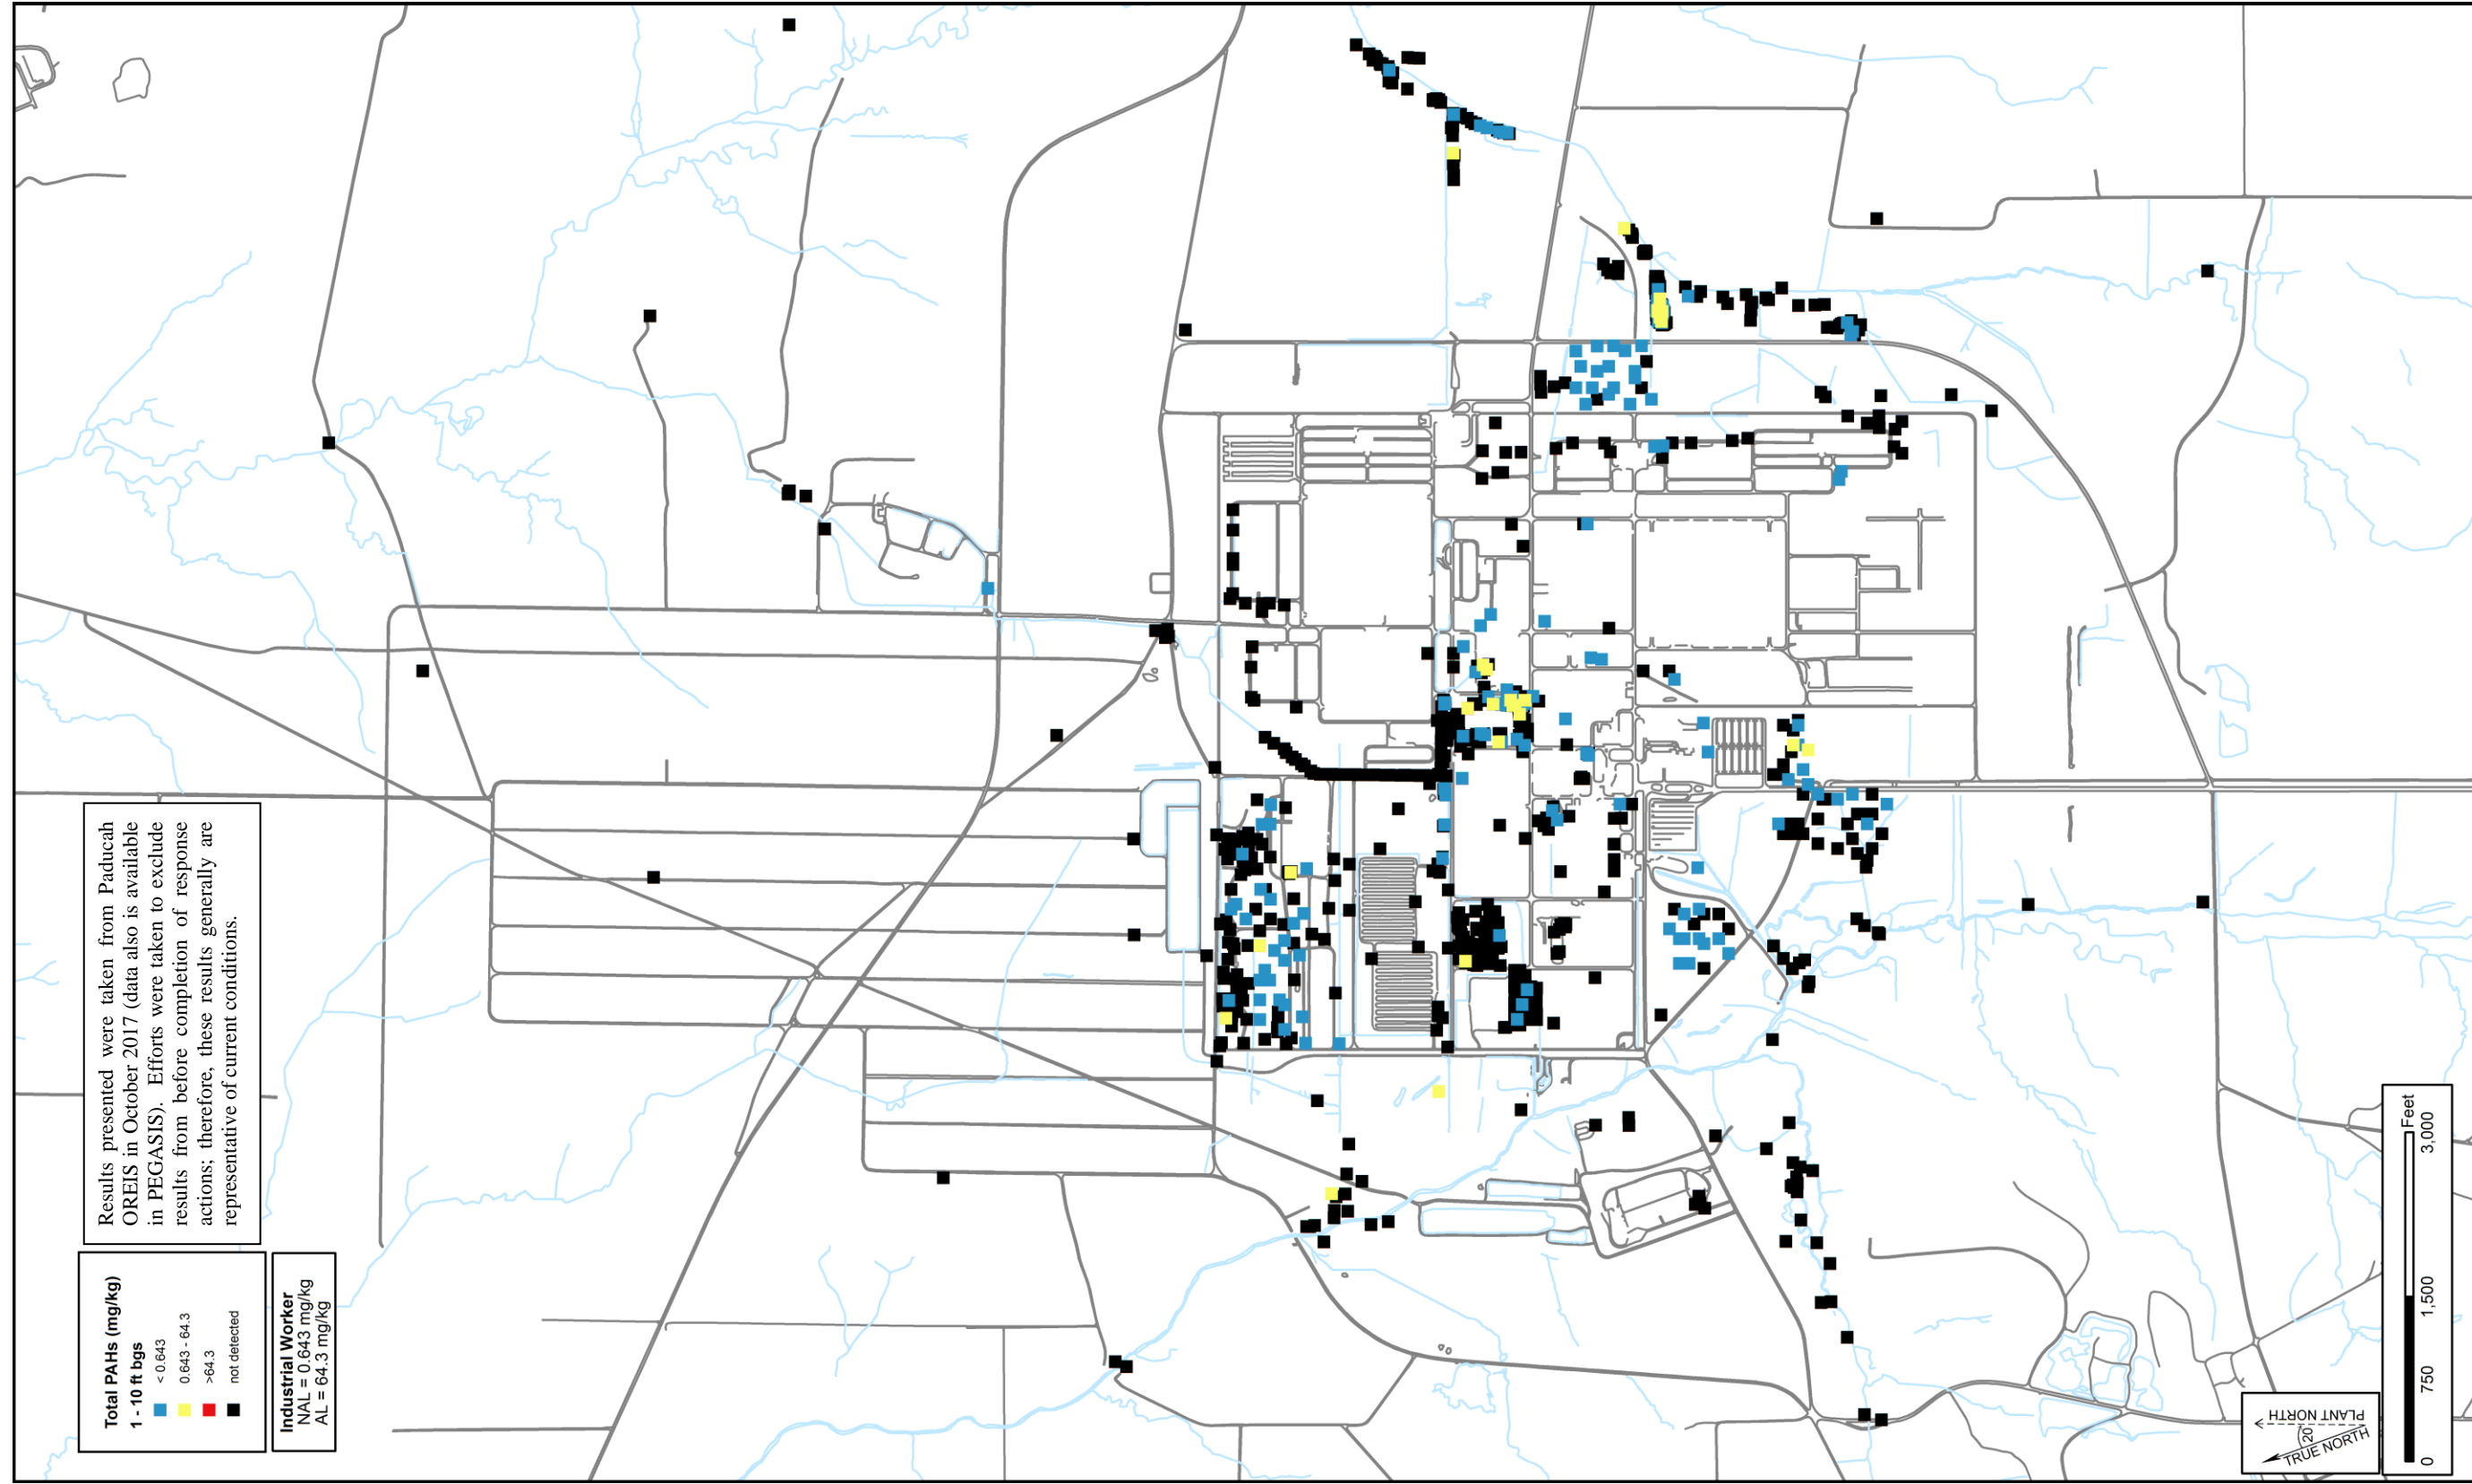 Results presented were taken from Paducah
OREIS in October 2017 (data also is available
in PEGASIS). Efforts were taken to exclude
results from before completion of response
actions; therefore, these results generally are
representative of current conditions.
Total PAHs (mg/kg)
1 - 10 ft bgs
< 0.643
0.643 - 64.3
>64.3
not detected
Industrial Worker
NAL = 0.643 mg/kg
AL = 64.3 mg/kg
PLANT NORTH
20
TRUE NORTH
0 750 1,500 3,000
Feet